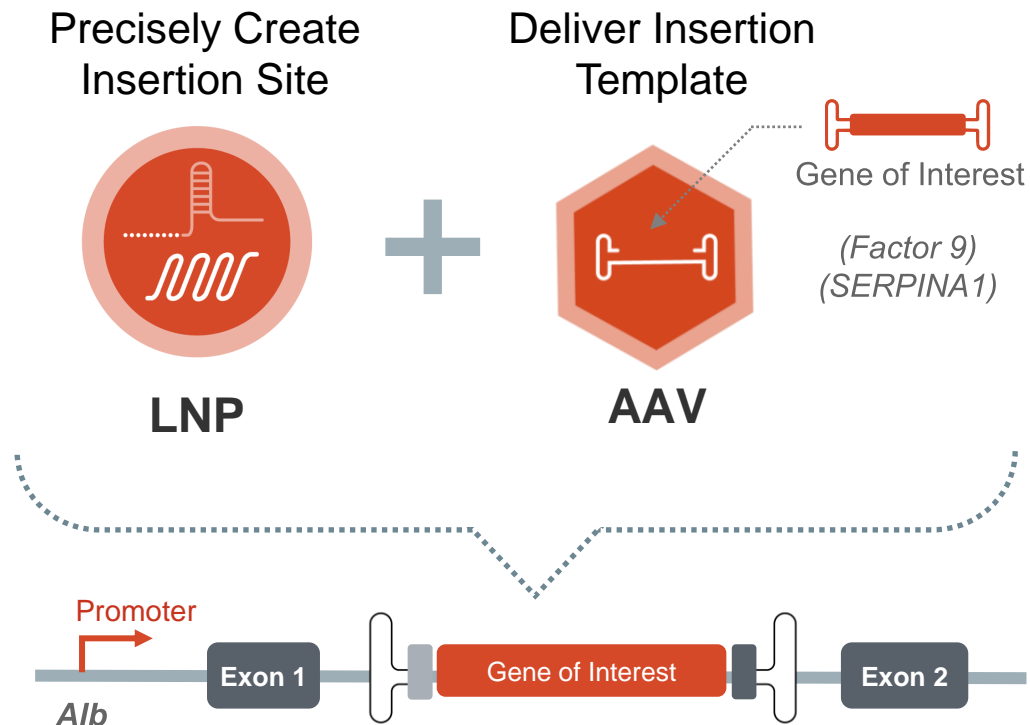 Precisely Create
Insertion Site
Deliver Insertion
Template
Gene of Interest
(Factor 9)
(SERPINA1)
LNP
AAV
Promoter
Exon 1
Gene of Interest
Exon 2
Alb